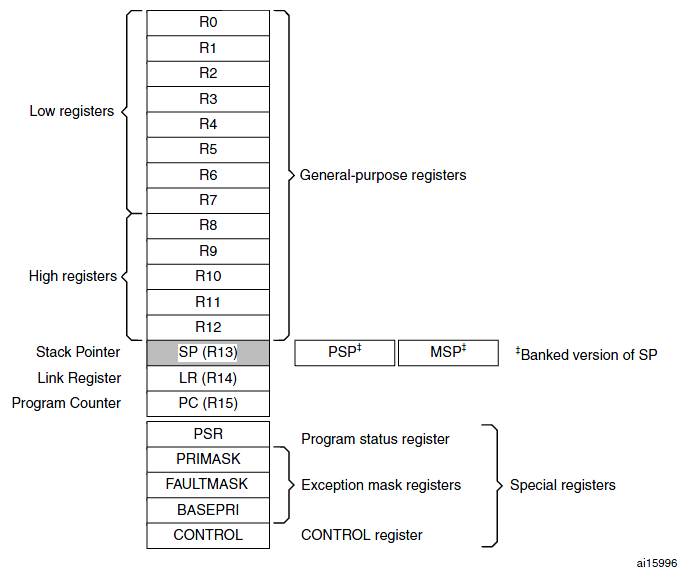 R0
R1
R2
R3
Low registers
R4
R5
R6
General-purpose registers
R7
R8
R9
High registers
R10
R11
R12
Stack Pointer SP (R13) PSP‡ MSP‡ ‡Banked version of SP
Link Register LR (R14)
Program Counter PC (R15)
PSR Program status register
PRIMASK
FAULTMASK Exception mask registers Special registers
BASEPRI
CONTROL CONTROL register
ai15996